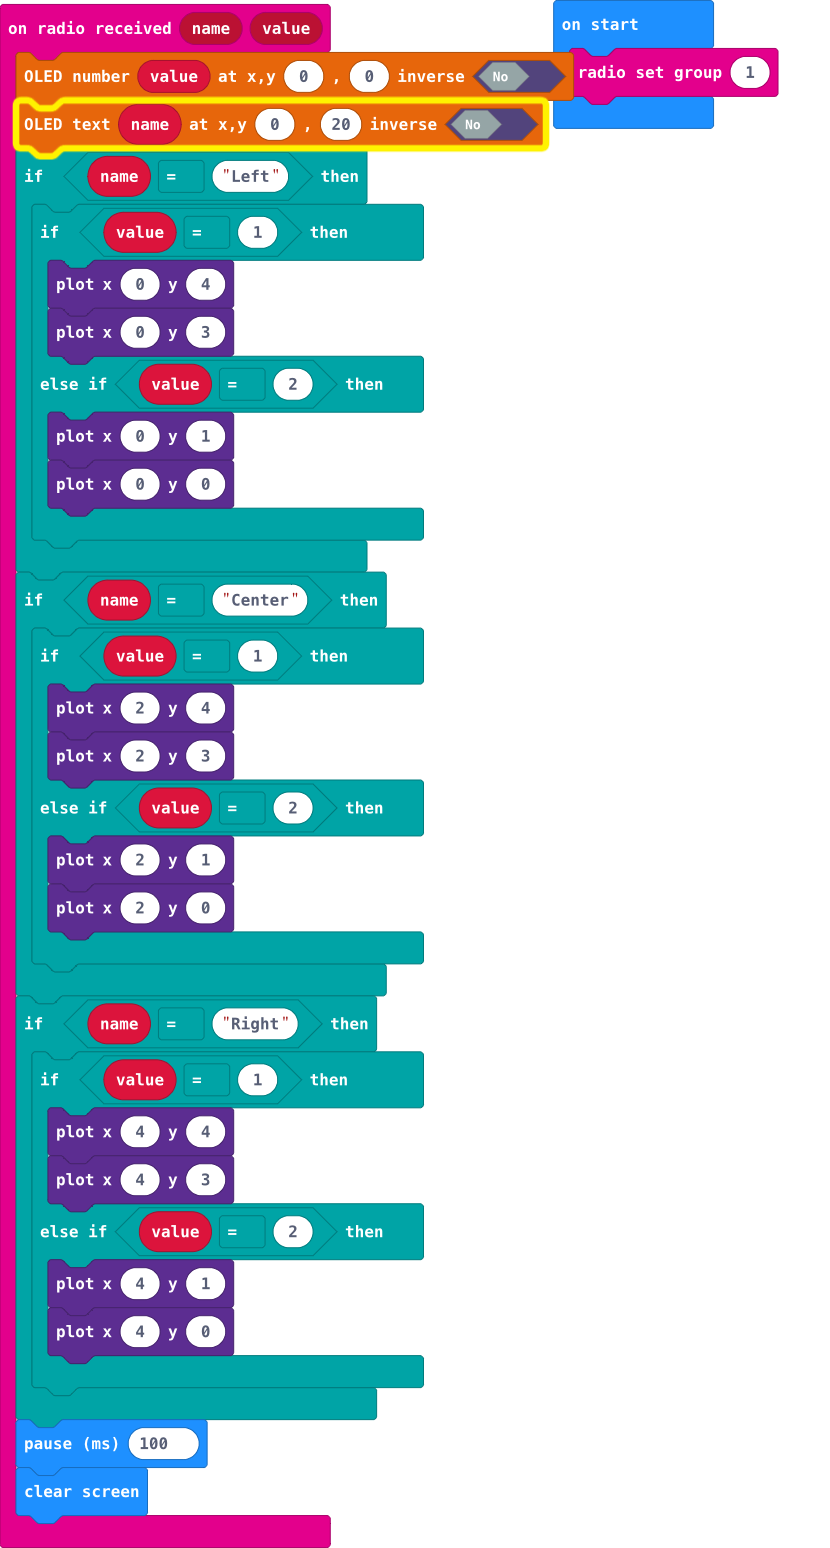 on radio received name value
on start
OLED number value at x,y 0 , 0 inverse No
radio set group 1
OLED text name at x,y 0 , 20 inverse No
if name = "Left" then
if value = 1 then
plot x 0 y 4
plot x 0 y 3
else if value = 2 then
plot x 0 y 1
plot x 0 y 0
if name = "Center" then
if value = 1 then
plot x 2 y 4
plot x 2 y 3
else if value = 2 then
plot x 2 y 1
plot x 2 y 0
if name = "Right" then
if value = 1 then
plot x 4 y 4
plot x 4 y 3
else if value = 2 then
plot x 4 y 1
plot x 4 y 0
pause (ms) 100
clear screen